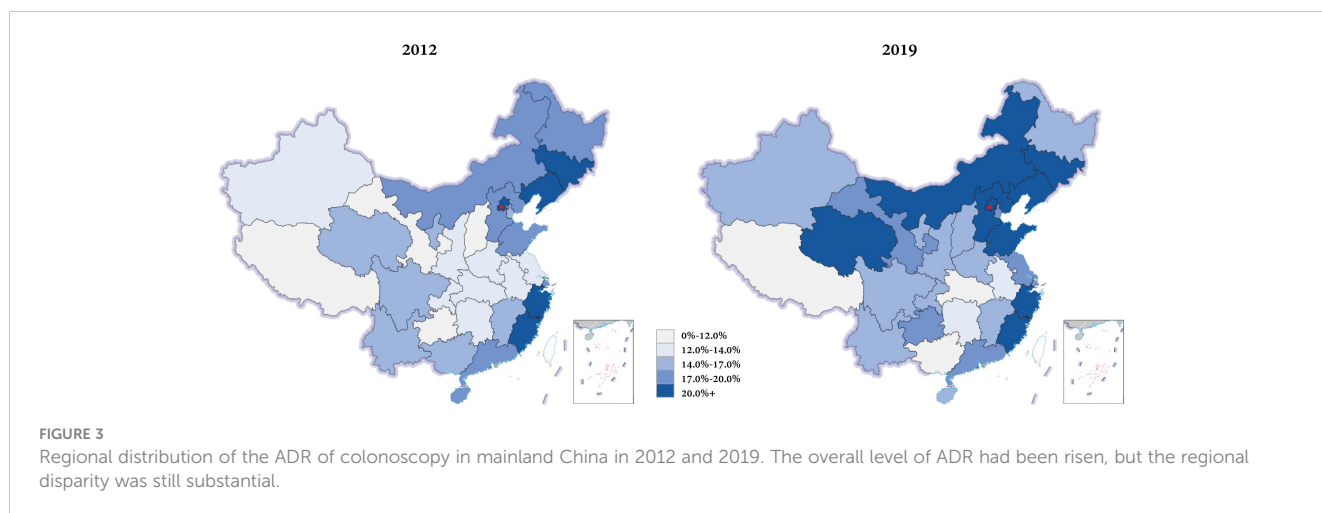 2012
2019
0%-12.0%
12.0%-14.0%
14.0%-17.0%
17.0%-20.0%
20.0%+
FIGURE 3
Regional distribution of the ADR of colonoscopy in mainland China in 2012 and 2019. The overall level of ADR had been risen, but the regional
disparity was still substantial.